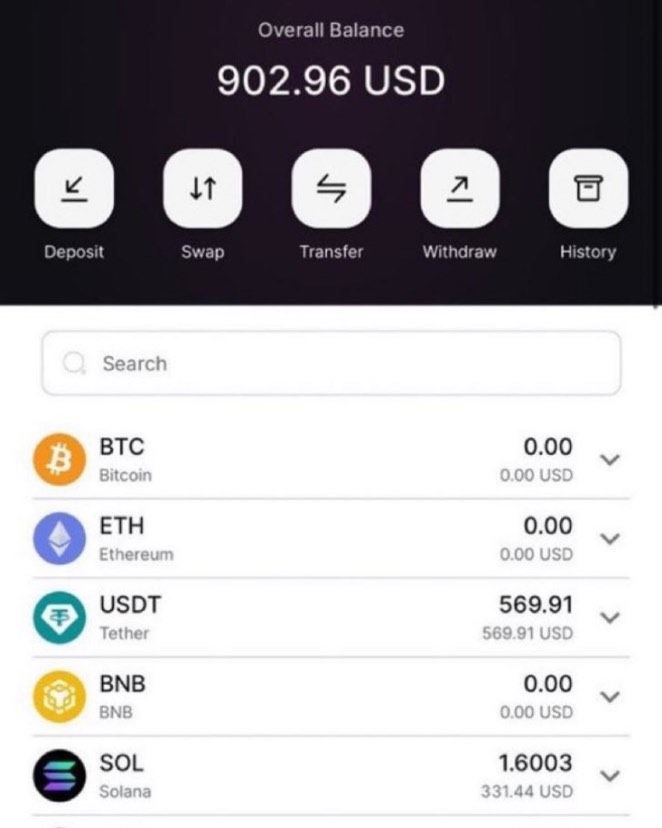 Overall Balance
902.96 USD
Deposit Swap Transfer Withdraw History
Search
BTC 0.00
Bitcoin 0.00 USD
ETH 0.00
Ethereum 0.00 USD
USDT 569.91
Tether 569.91 USD
BNB 0.00
BNB 0.00 USD
SOL 1.6003
Solana 331.44 USD